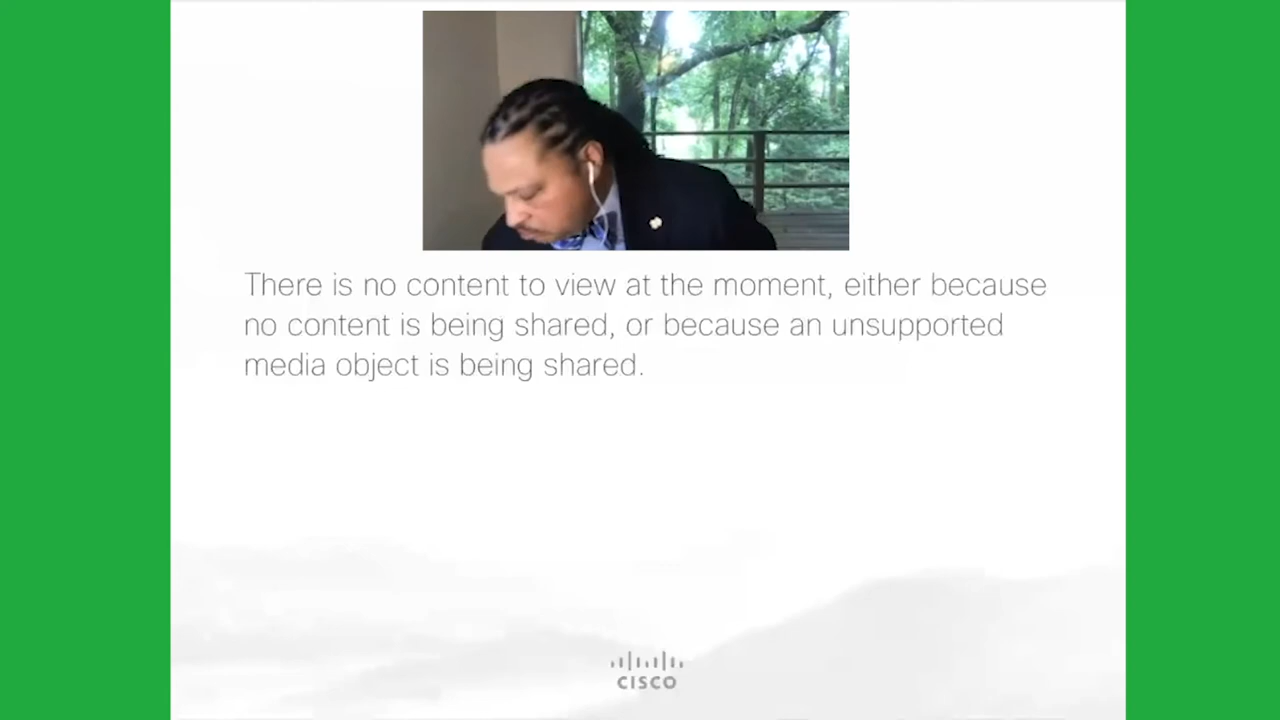 There is no content to view at the moment, either because
no content is being shared, or because an unsupported
media object is being shared.
CISCO